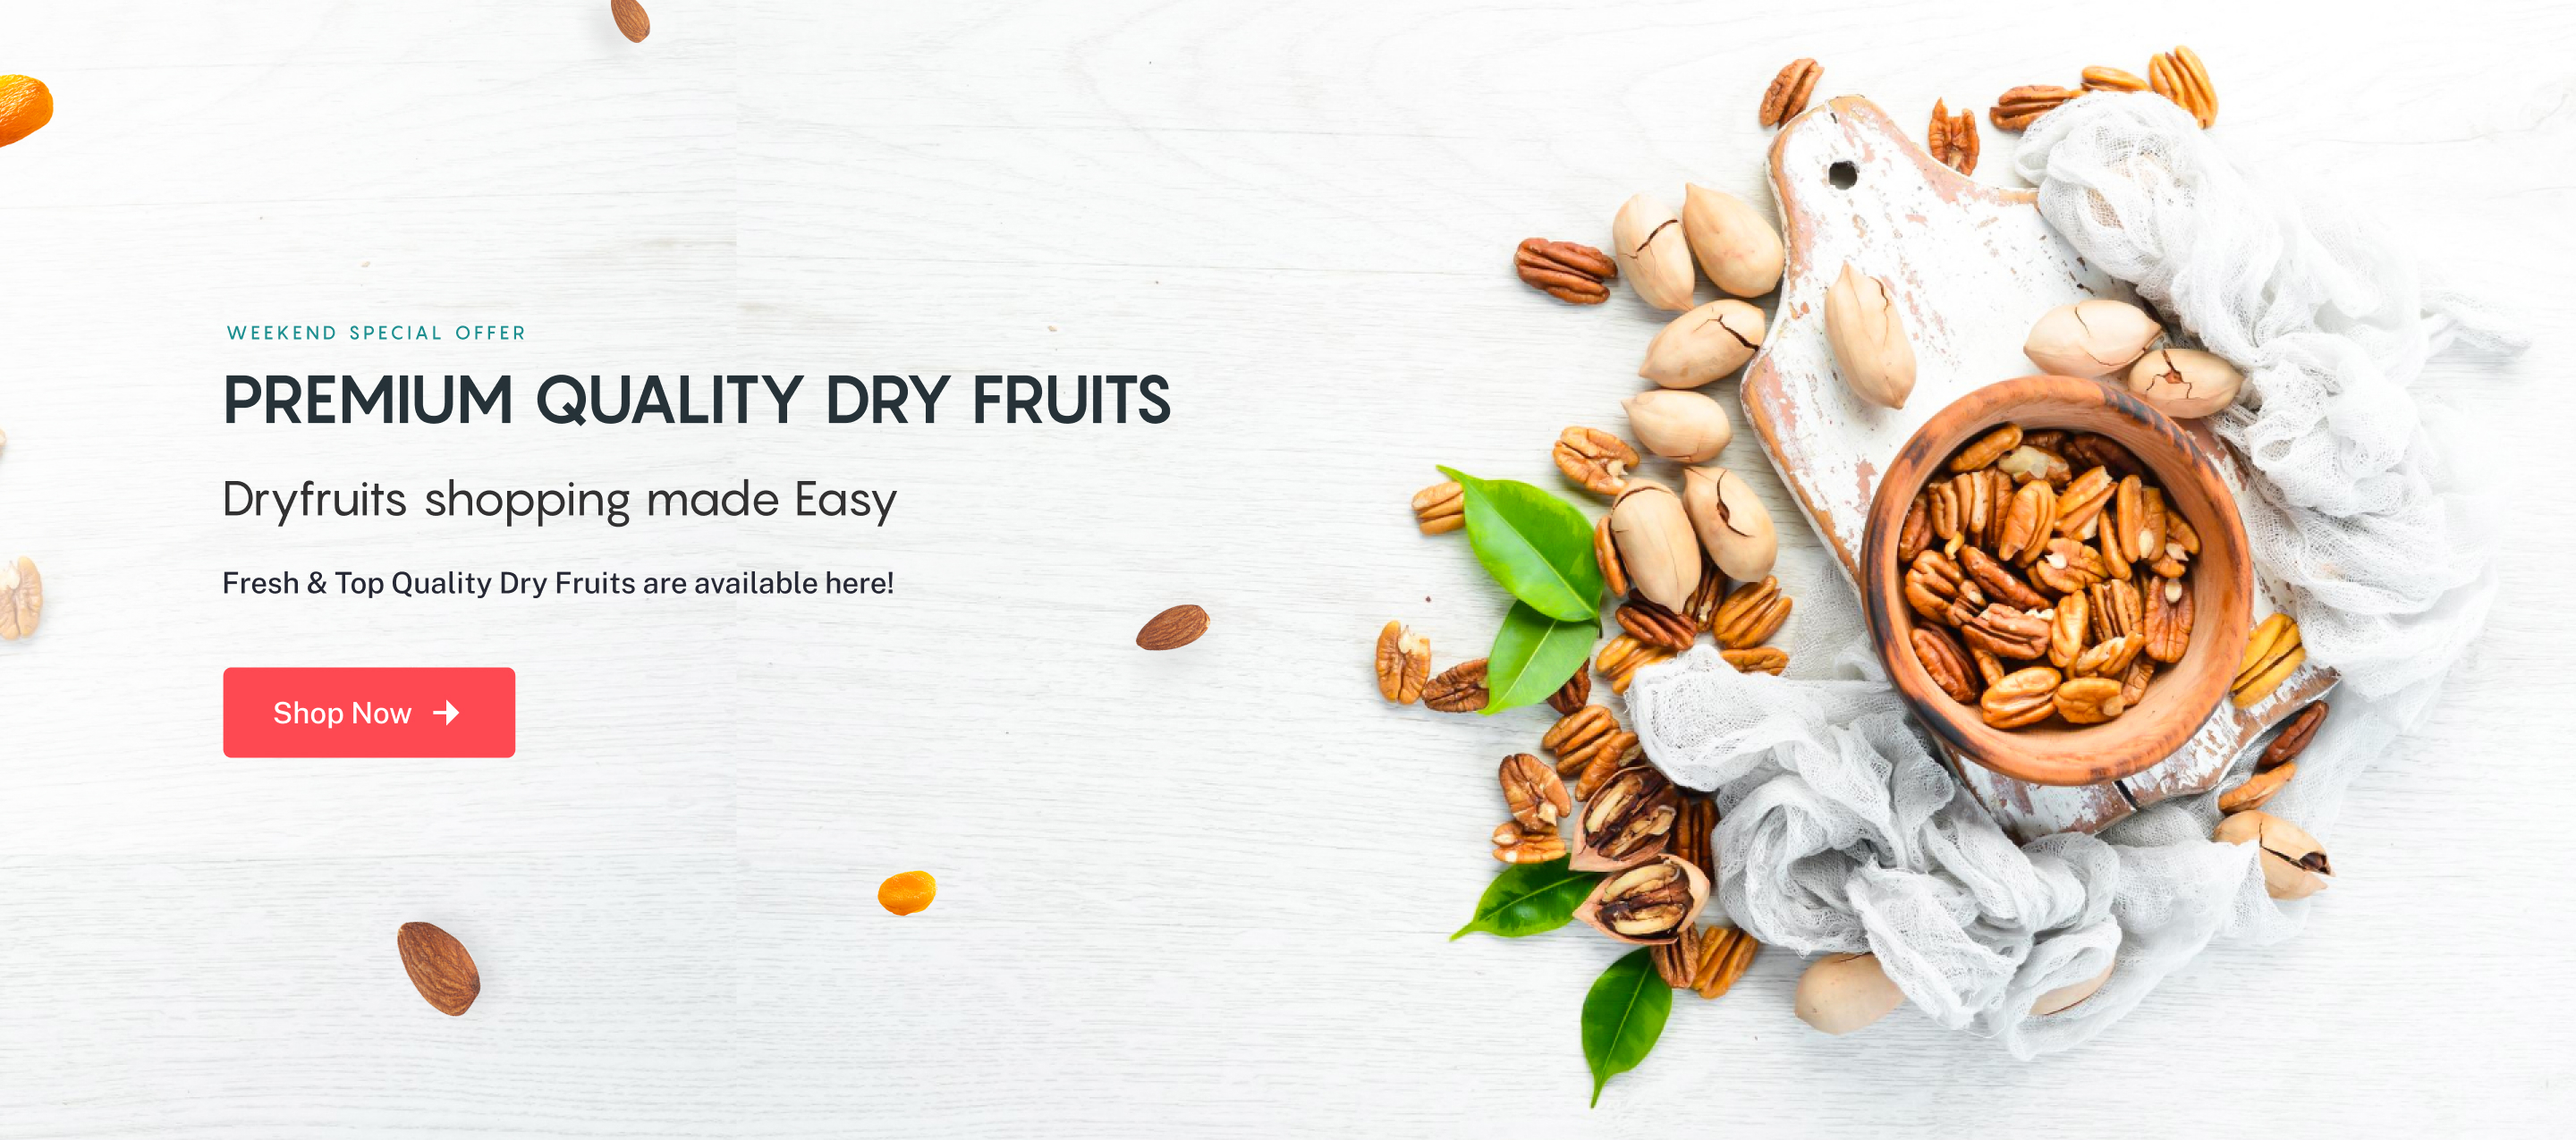 WEEKEND SPECIAL OFFER
PREMIUM QUALITY DRY FRUITS
Dryfruits shopping made Easy
Fresh & Top Quality Dry Fruits are available here!
Shop Now